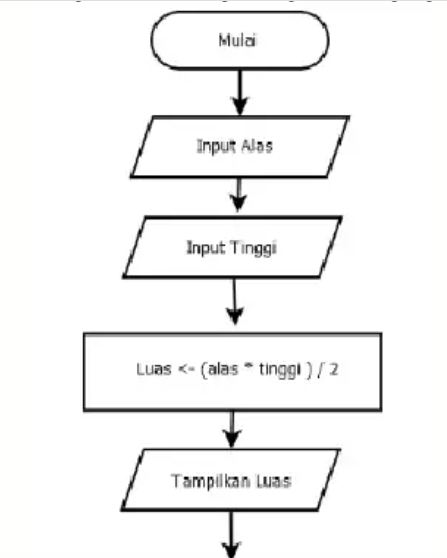 Mulai
Input Alas
Input Tinggi
Luas <- (alas * tinggi ) / 2
Tampilkan Luas